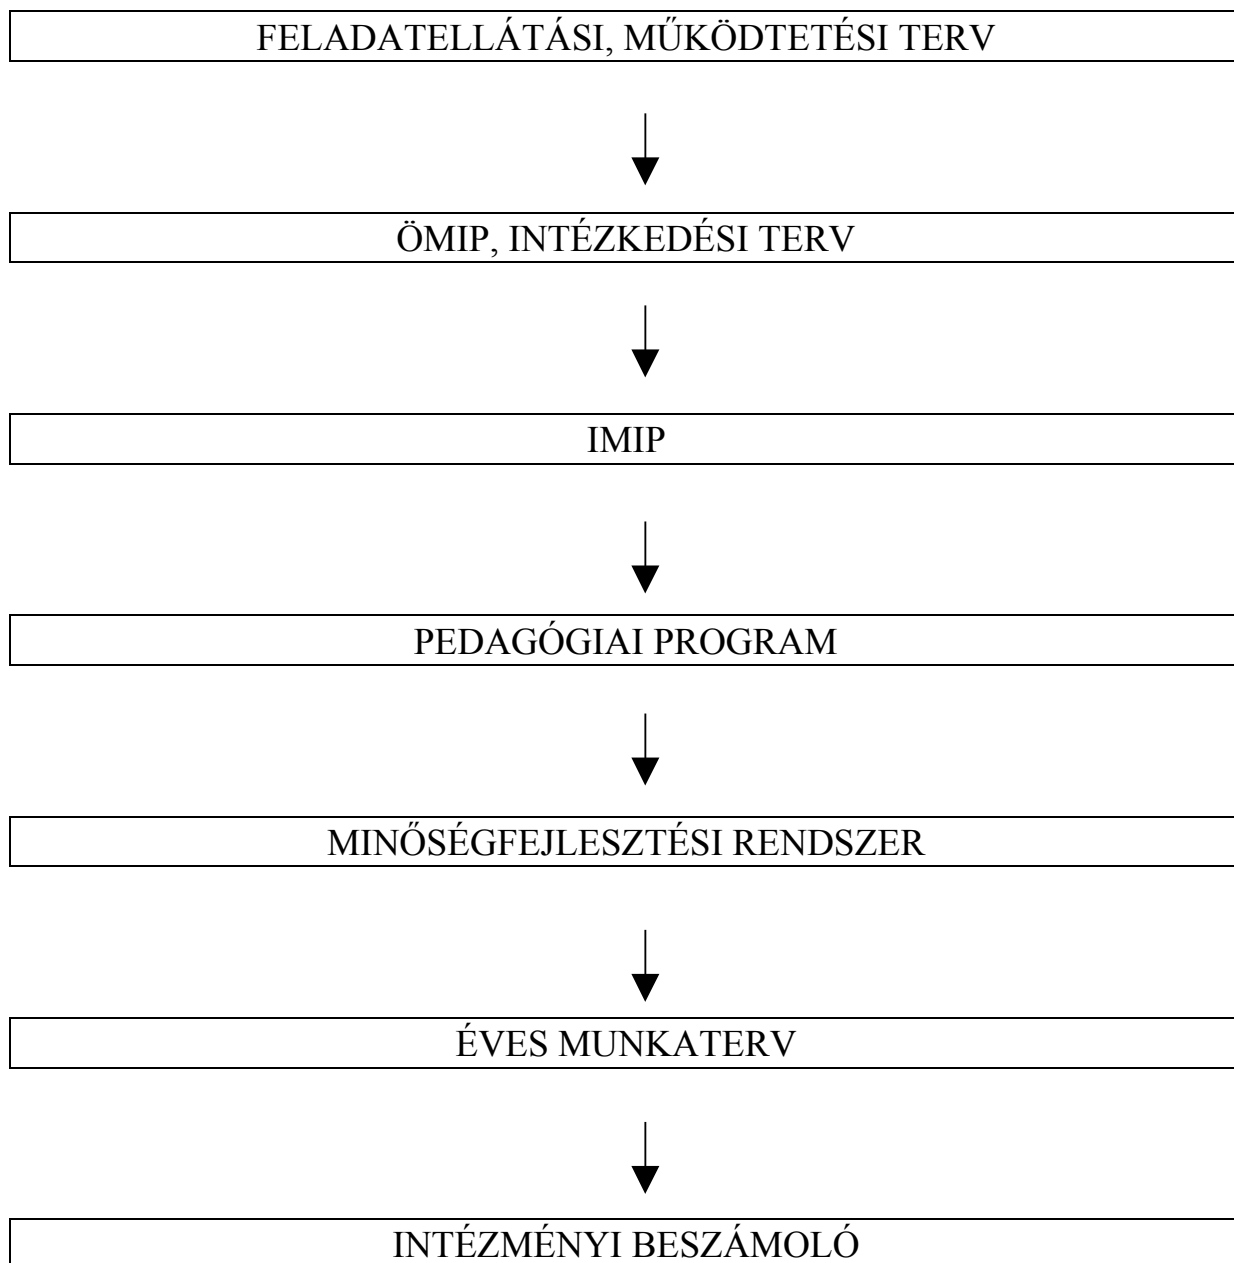 FELADATELLÁTÁSI, MŰKÖDTETÉSI TERV
ÖMIP, INTÉZKEDÉSI TERV
IMIP
PEDAGÓGIAI PROGRAM
MINŐSÉGFEJLESZTÉSI RENDSZER
ÉVES MUNKATERV
INTÉZMÉNYI BESZÁMOLÓ